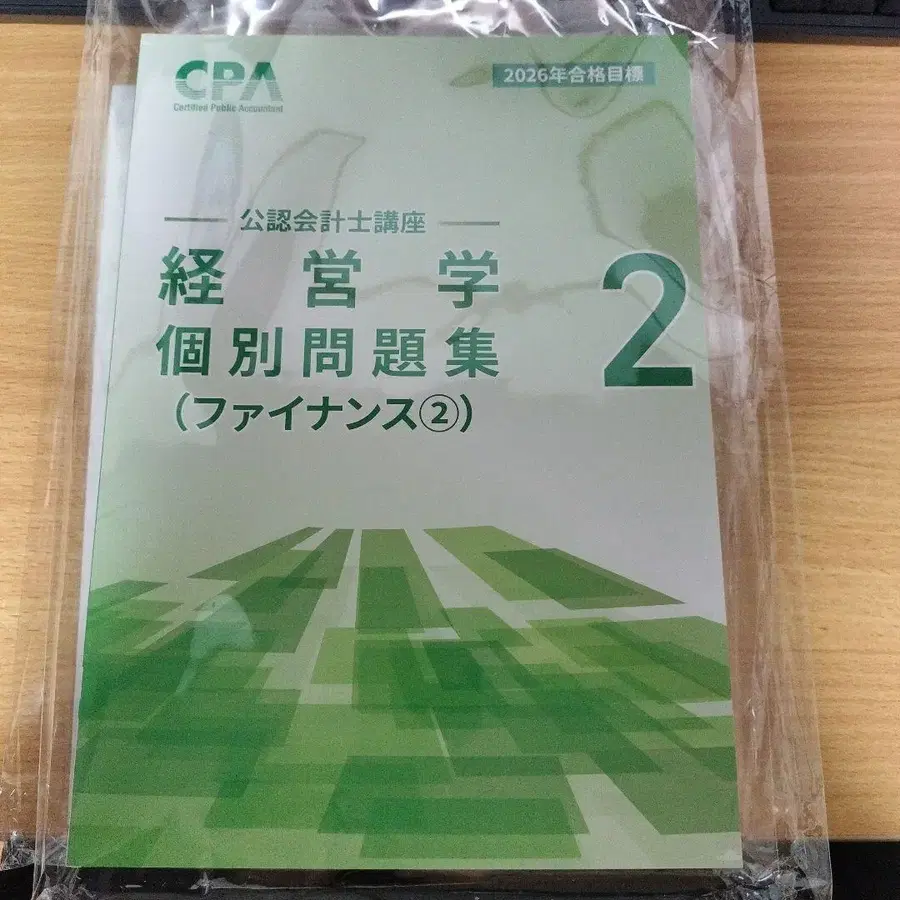 CPA
Certified Public Accountant
2026年合格目標
公認会計士講座
経営学
個別問題集
（ファイナンス②）
2